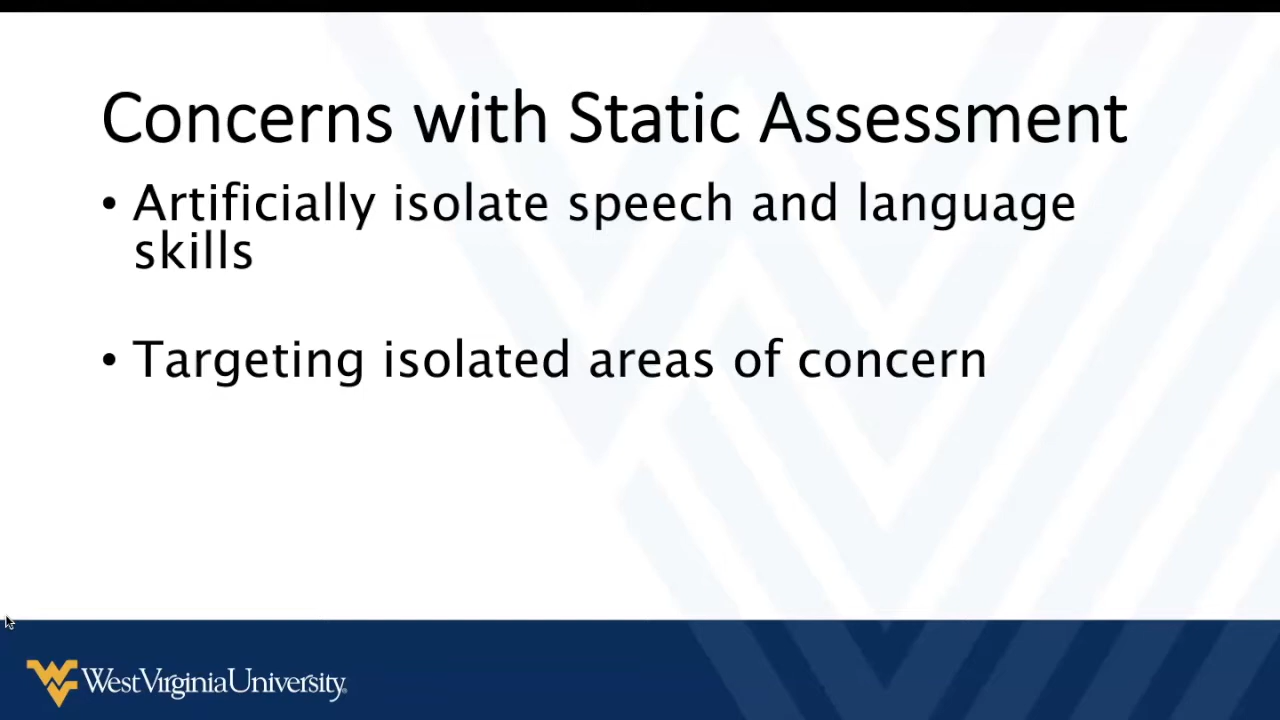 Concerns with Static Assessment
• Artificially isolate speech and language
skills
• Targeting isolated areas of concern
WestVirginiaUniversity.